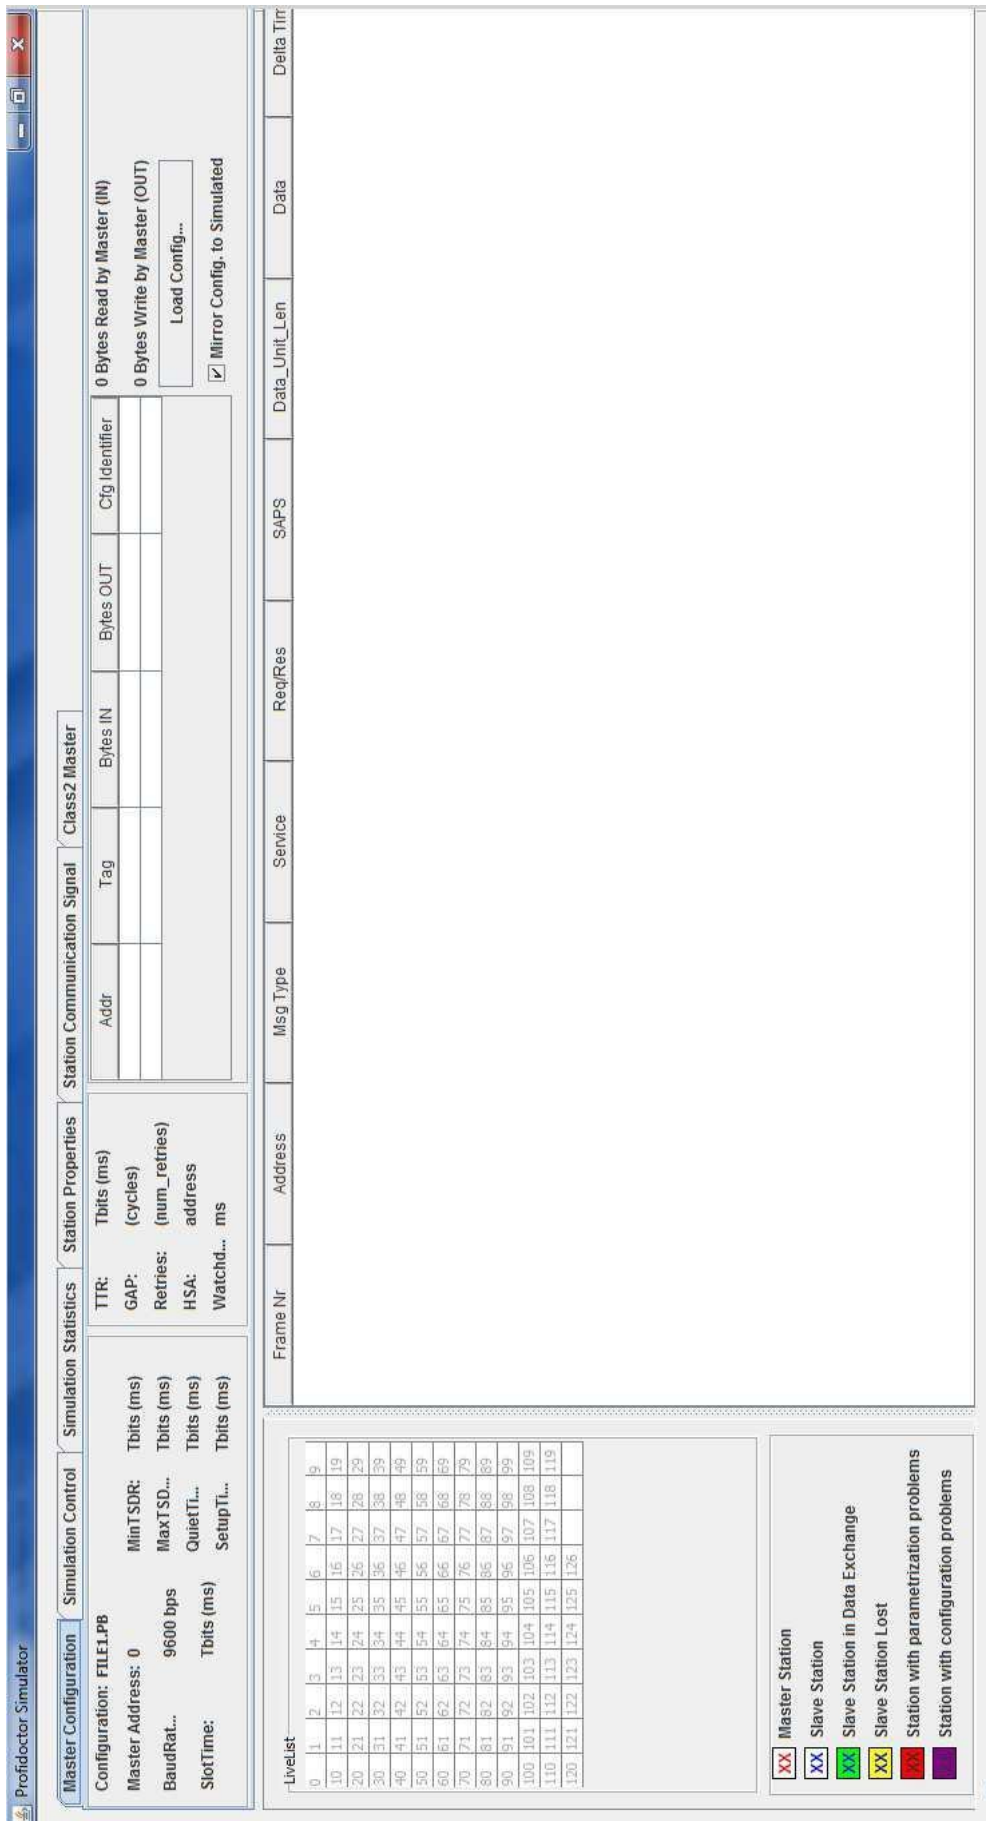 Profidoctor Simulator
Master Configuration Simulation Control Simulation Statistics Station Properties Station Communication Signal Class2 Master
Configuration: FILE1.PB
Master Address: 0 MinTSDR: Tbits (ms)
BaudRat... 9600 bps MaxTSD... Tbits (ms)
SlotTime: Tbits (ms) QuietTi... Tbits (ms)
SetupTi... Tbits (ms)
TTR: Tbits (ms)
GAP: (cycles)
Retries: (num_retries)
HSA: address
Watchd... ms
Addr Tag Bytes IN Bytes OUT Cfg Identifier
0 Bytes Read by Master (IN)
0 Bytes Write by Master (OUT)
Load Config...
Mirror Config. to Simulated
LiveList
0 1 2 3 4 5 6 7 8 9
10 11 12 13 14 15 16 17 18 19
20 21 22 23 24 25 26 27 28 29
30 31 32 33 34 35 36 37 38 39
40 41 42 43 44 45 46 47 48 49
50 51 52 53 54 55 56 57 58 59
60 61 62 63 64 65 66 67 68 69
70 71 72 73 74 75 76 77 78 79
80 81 82 83 84 85 86 87 88 89
90 91 92 93 94 95 96 97 98 99
100 101 102 103 104 105 106 107 108 109
110 111 112 113 114 115 116 117 118 119
120 121 122 123 124 125 126
XX Master Station
XX Slave Station
XX Slave Station in Data Exchange
XX Slave Station Lost
XX Station with parametrization problems
Station with configuration problems
Frame Nr Address Msg Type Service Req/Res SAPS Data_Unit_Len Data Delta Tim